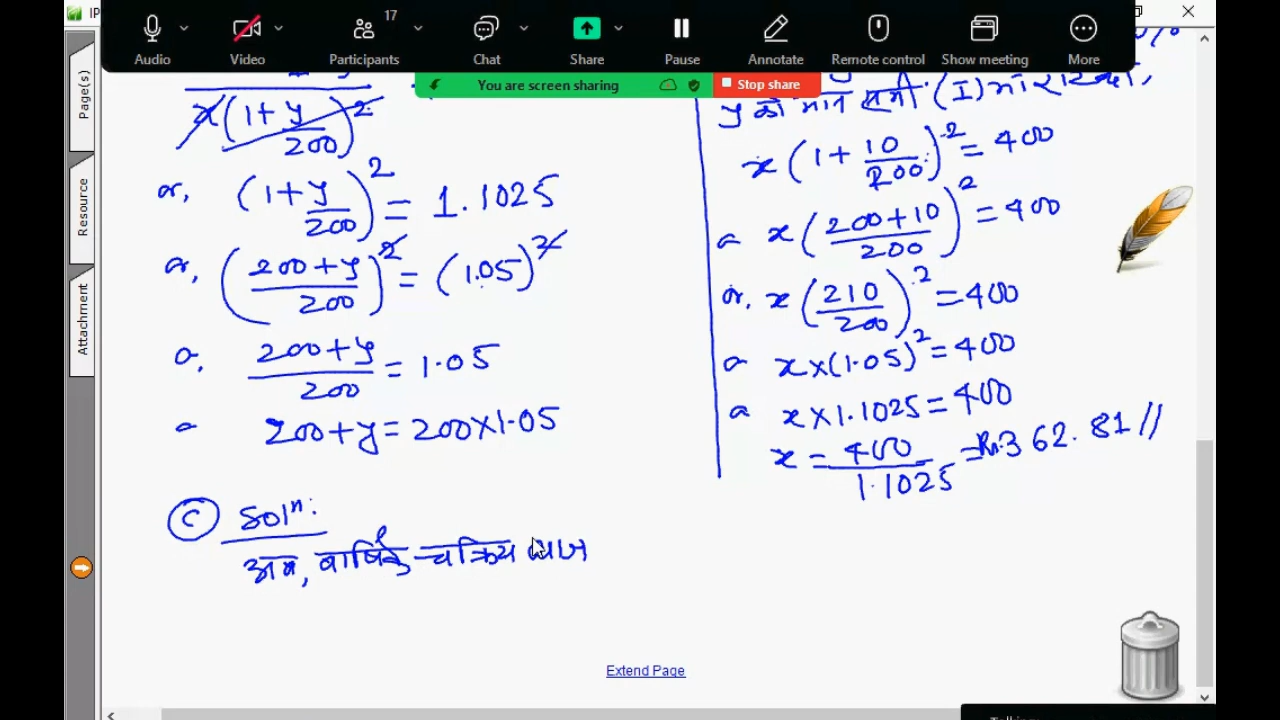 IP
17
Audio
Video
Participants
Chat
Share
Pause
Annotate
Remote control
Show meeting
More
You are screen sharing
Stop share
Page(s)
Resource
Attachment
x(1+y/200)^2
or, (1+y/200)^2 = 1.1025
or, (200+y/200)^2 = (1.05)^2
or, 200+y/200 = 1.05
or 200+y = 200×1.05
C Solⁿ:
अब, वार्षिक चक्रिय ब्याज
y को मान (I) मा
x(1+10/200)^2 = 400
or x(200+10/200)^2 = 400
or, x(210/200)^2 = 400
or x×(1.05)^2 = 400
or x×1.1025 = 400
x = 400/1.1025 = Rs.362.81//
Extend Page